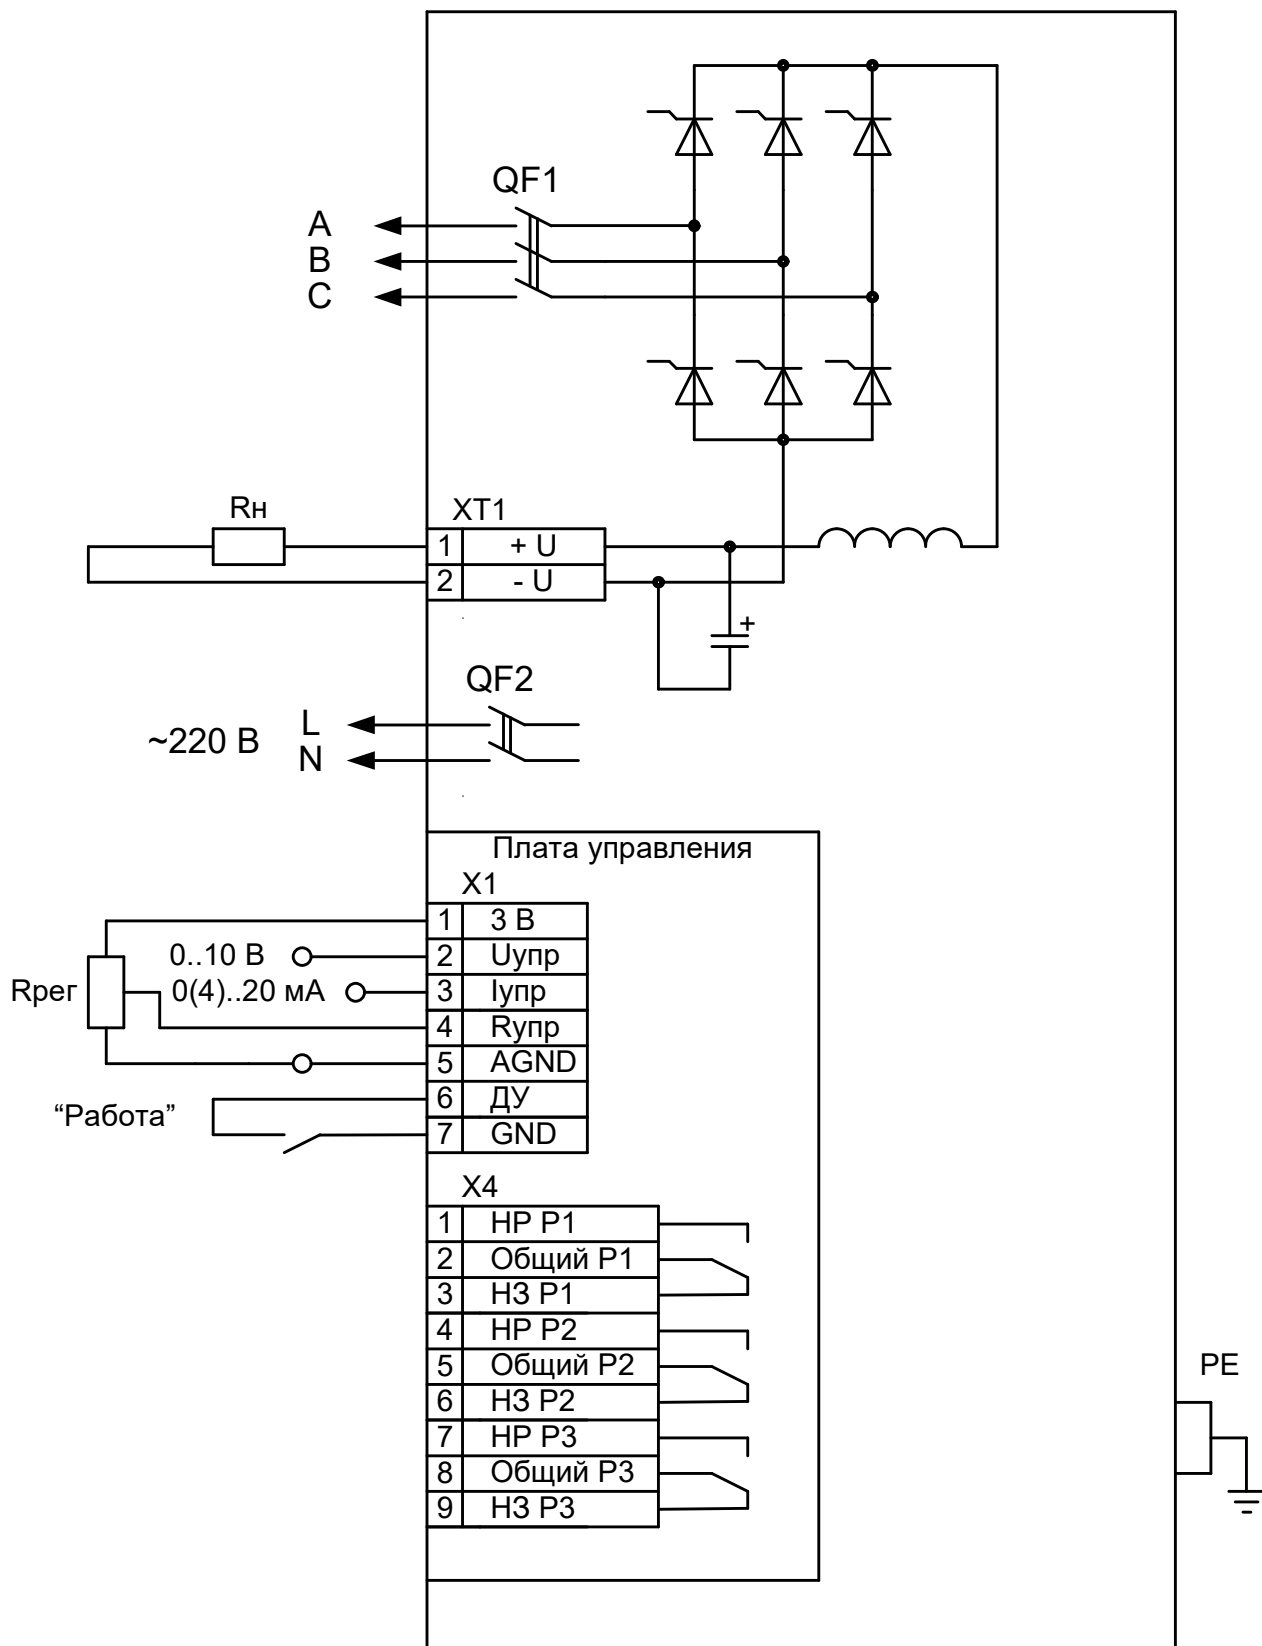 QF1
A
B
C
Rн
XT1
1 + U
2 - U
+
QF2
~220 В
L
N
Плата управления
X1
1 3 В
0..10 В 2 Uупр
Rрег 0(4)..20 мА 3 Iупр
4 Rупр
5 AGND
“Работа” 6 ДУ
7 GND
X4
1 НР Р1
2 Общий Р1
3 НЗ Р1
4 НР Р2
5 Общий Р2
6 НЗ Р2
7 НР Р3
8 Общий Р3
9 НЗ Р3
PE